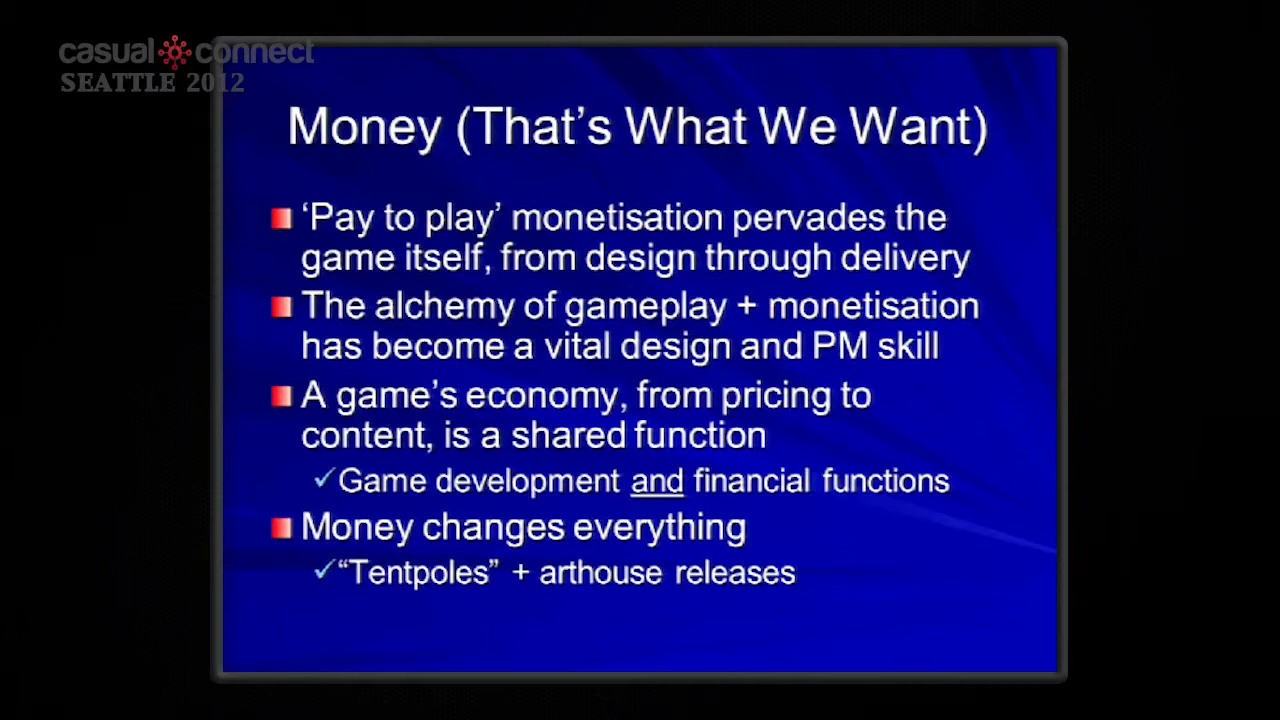 casual connect
SEATTLE 2012
Money (That's What We Want)
‘Pay to play’ monetisation pervades the
game itself, from design through delivery
The alchemy of gameplay + monetisation
has become a vital design and PM skill
A game’s economy, from pricing to
content, is a shared function
Game development and financial functions
Money changes everything
“Tentpoles” + arthouse releases